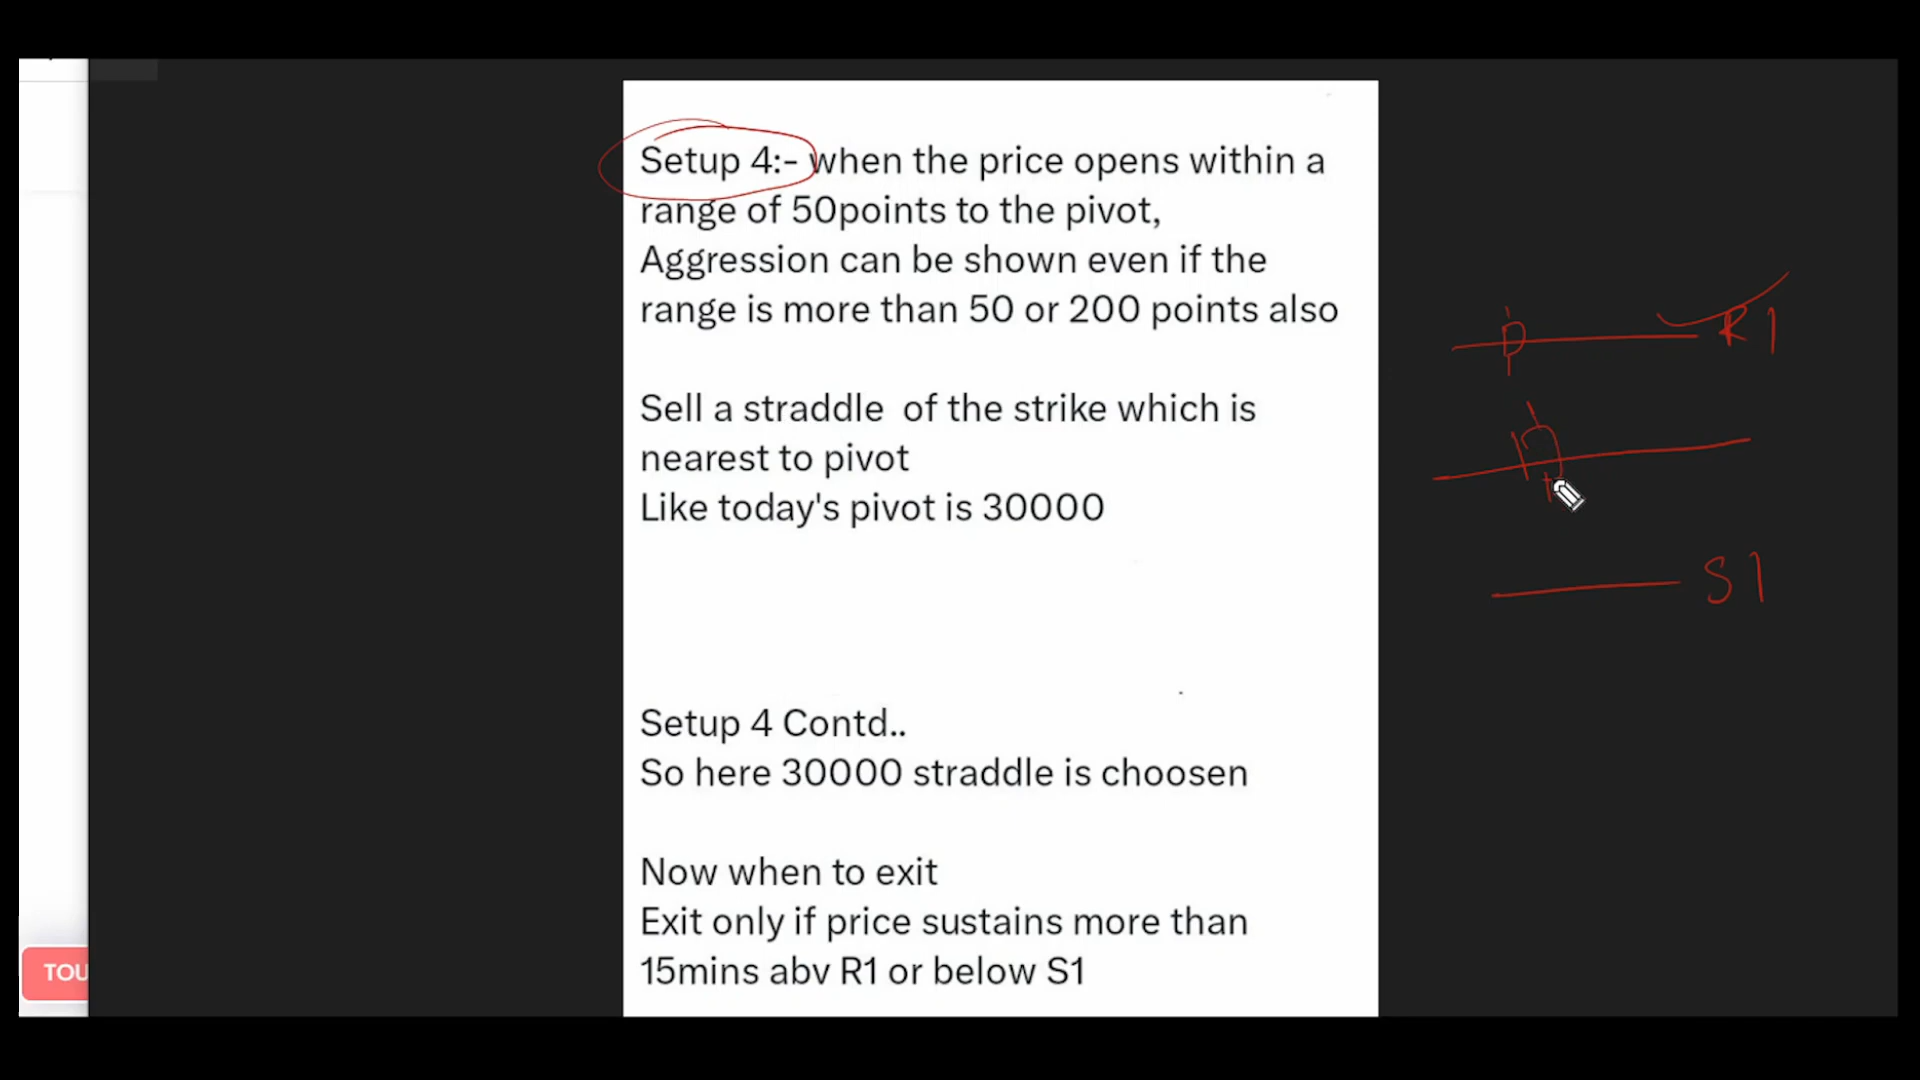 Setup 4:- when the price opens within a
range of 50points to the pivot,
Aggression can be shown even if the
range is more than 50 or 200 points also
Sell a straddle of the strike which is
nearest to pivot
Like today's pivot is 30000
R1
S1
Setup 4 Contd..
So here 30000 straddle is choosen
Now when to exit
Exit only if price sustains more than
15mins abv R1 or below S1
TOU